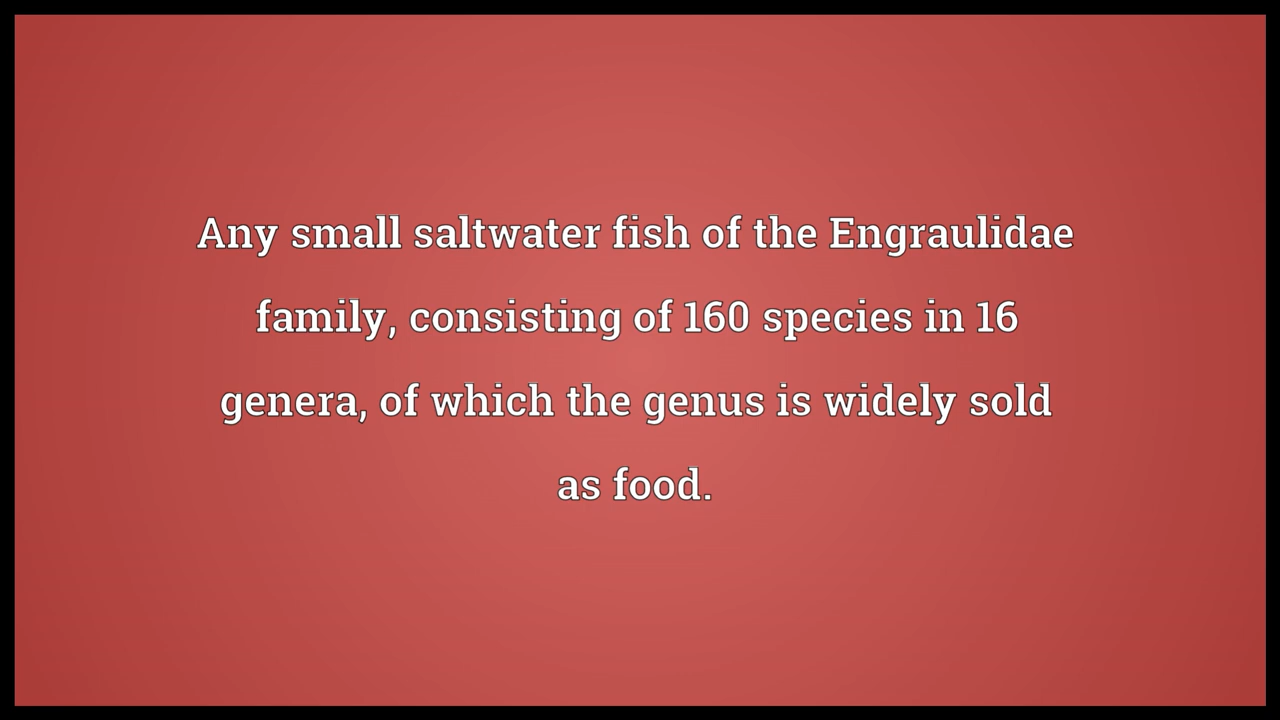 Any small saltwater fish of the Engraulidae
family, consisting of 160 species in 16
genera, of which the genus is widely sold
as food.